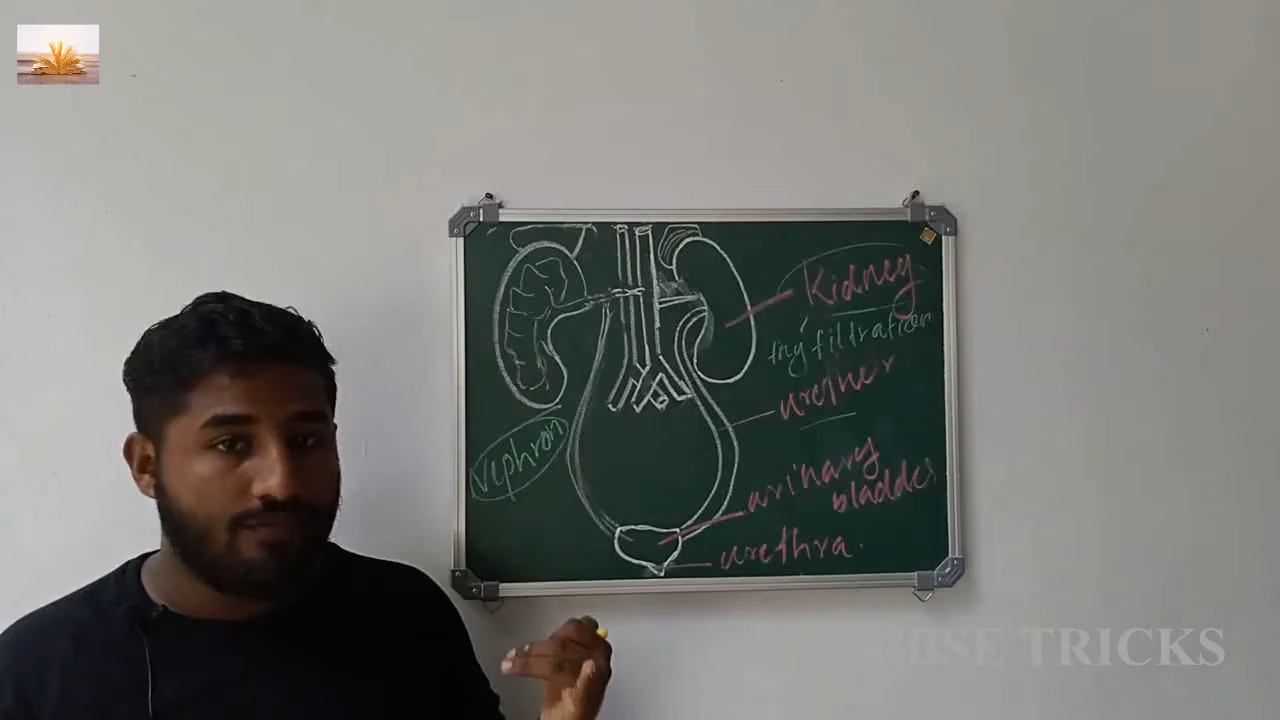 Kidney
filtration
urether
Nephron
urinary
bladder
urethra.
BSE TRICKS